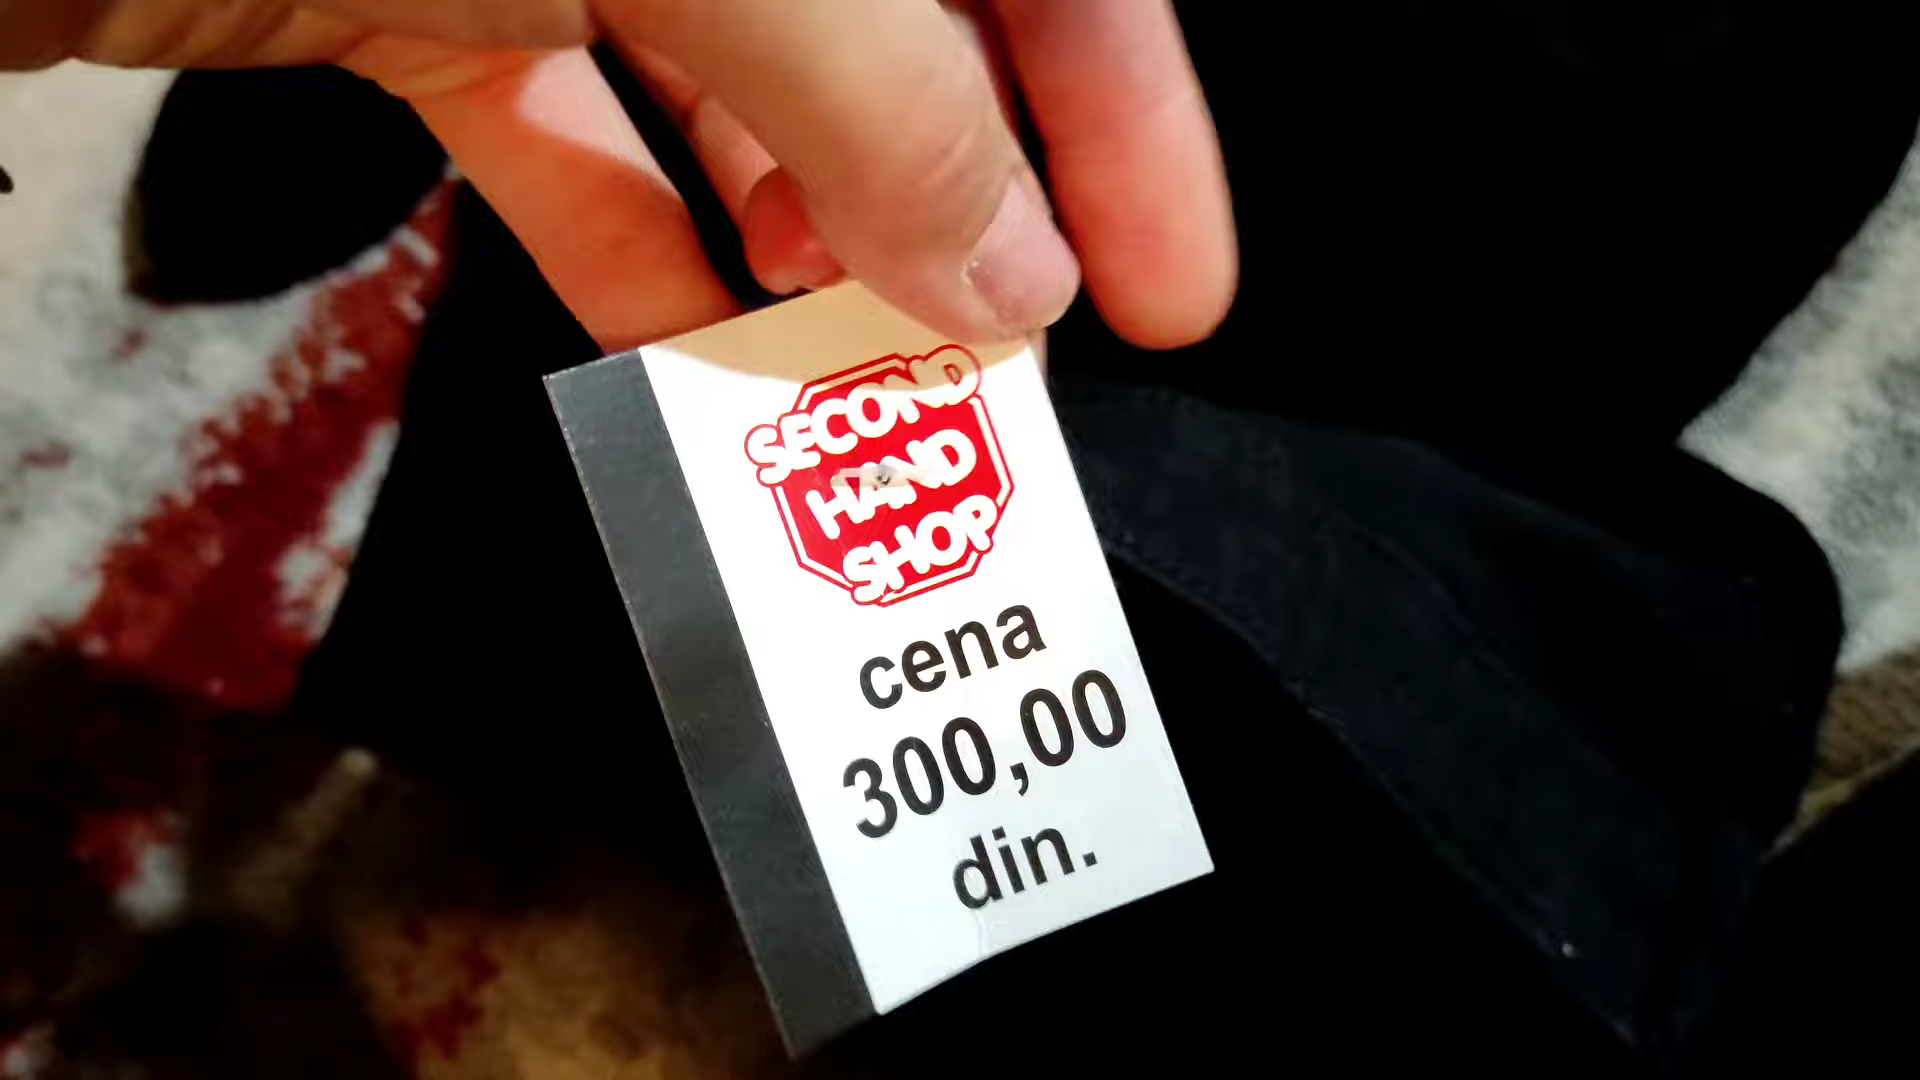 SECOND
HAND
SHOP
cena
300,00
din.